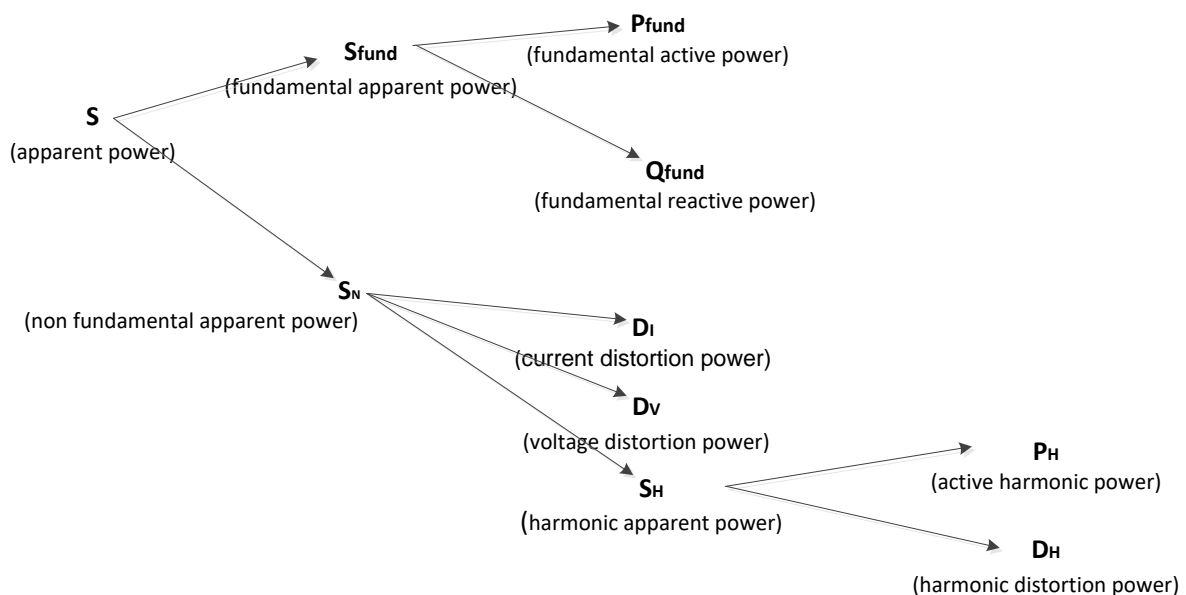 Pfund
(fundamental active power)
Sfund
(fundamental apparent power)
S
(apparent power)
Qfund
(fundamental reactive power)
SN
(non fundamental apparent power)
DI
(current distortion power)
DV
(voltage distortion power)
SH
(harmonic apparent power)
PH
(active harmonic power)
DH
(harmonic distortion power)